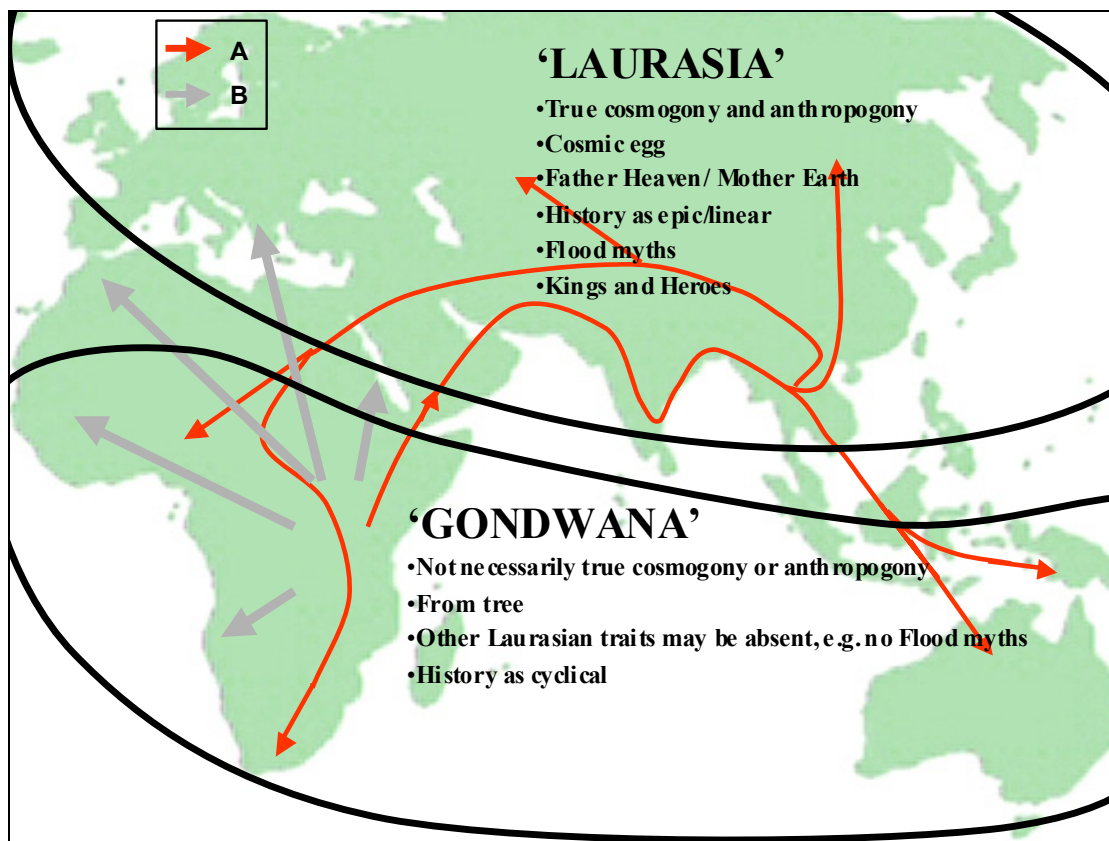 A
B
‘LAURASIA’
•True cosmogony and anthropogony
•Cosmic egg
•Father Heaven/ Mother Earth
•History as epic/linear
•Flood myths
•Kings and Heroes
‘GONDWANA’
•Not necessarily true cosmogony or anthropogony
•From tree
•Other Laurasian traits may be absent, e.g. no Flood myths
•History as cyclical